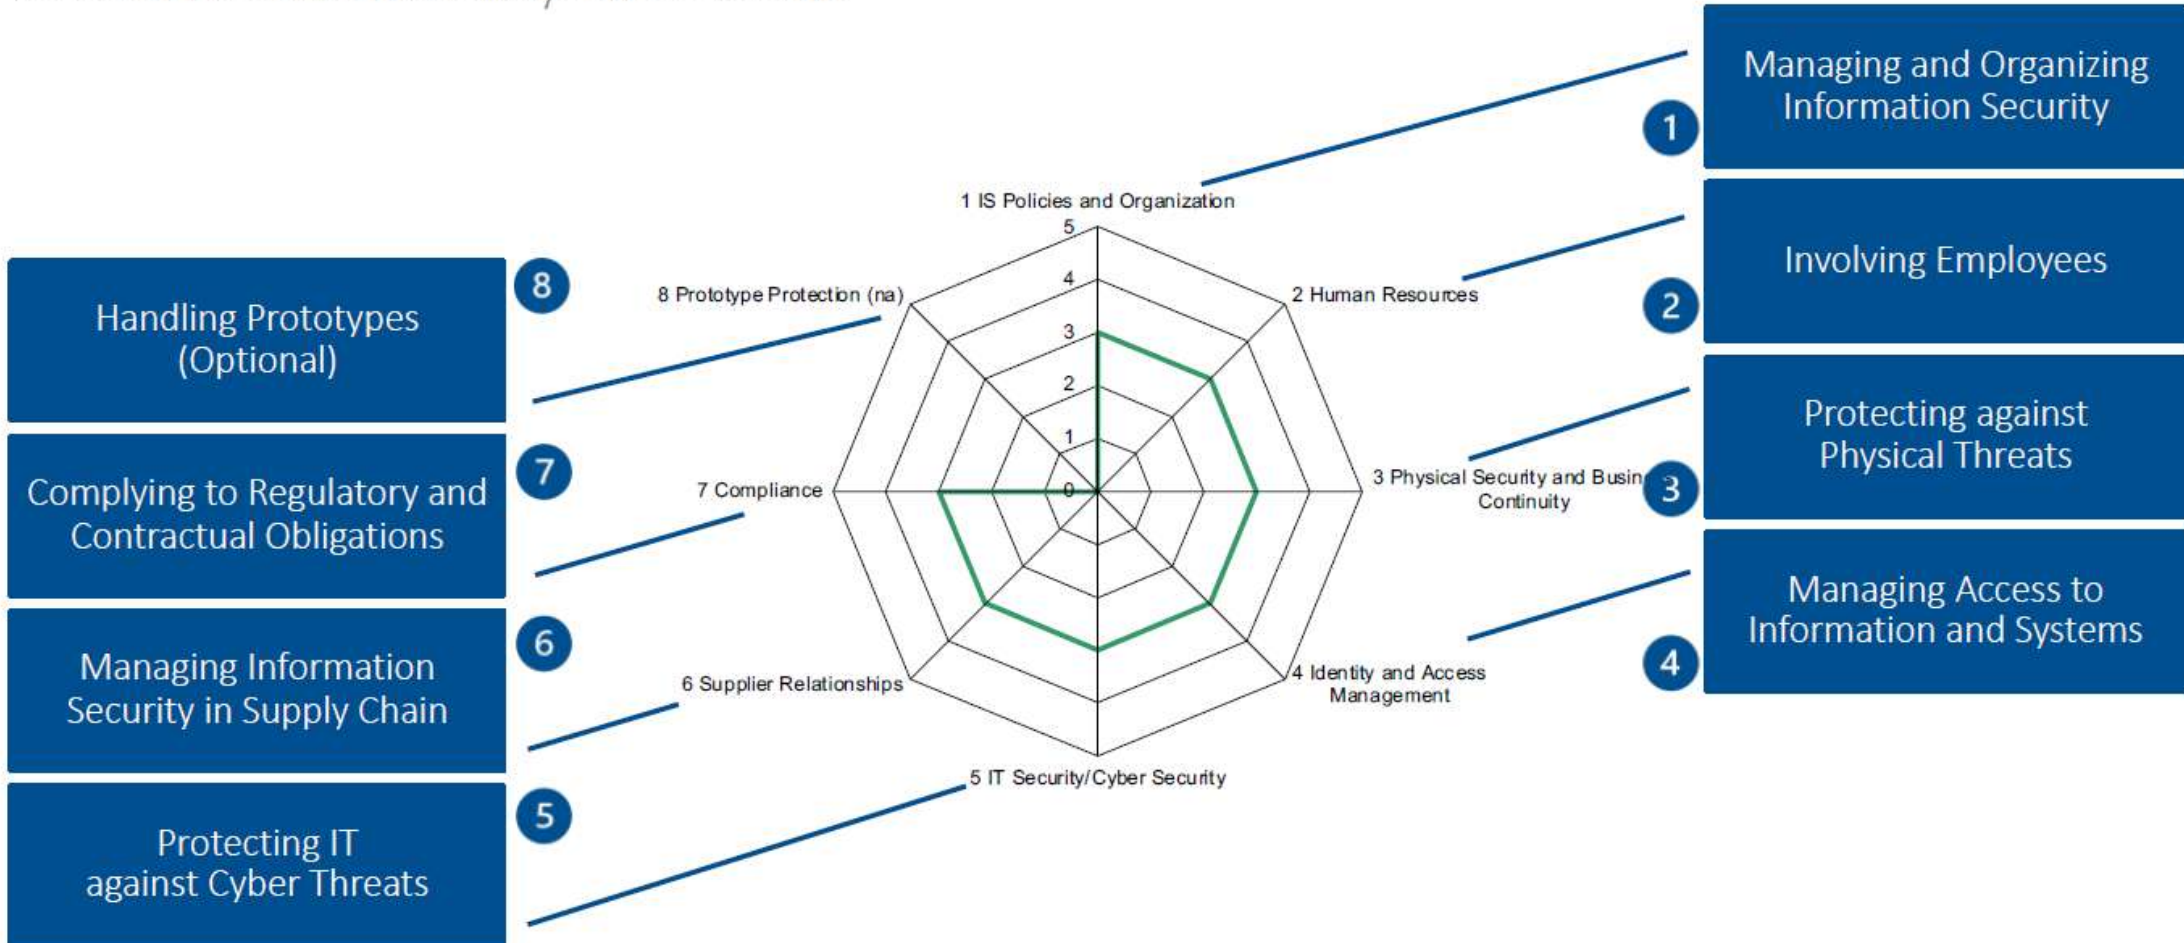 Managing and Organizing
Information Security
1
1 IS Policies and Organization
5
4
3
2
1
0
2 Human Resources
Involving Employees
2
3 Physical Security and Busin
Continuity
Protecting against
Physical Threats
3
4 Identity and Access
Management
Managing Access to
Information and Systems
4
5 IT Security/Cyber Security
Protecting IT
against Cyber Threats
5
6 Supplier Relationships
Managing Information
Security in Supply Chain
6
7 Compliance
Complying to Regulatory and
Contractual Obligations
7
8 Prototype Protection (na)
Handling Prototypes
(Optional)
8